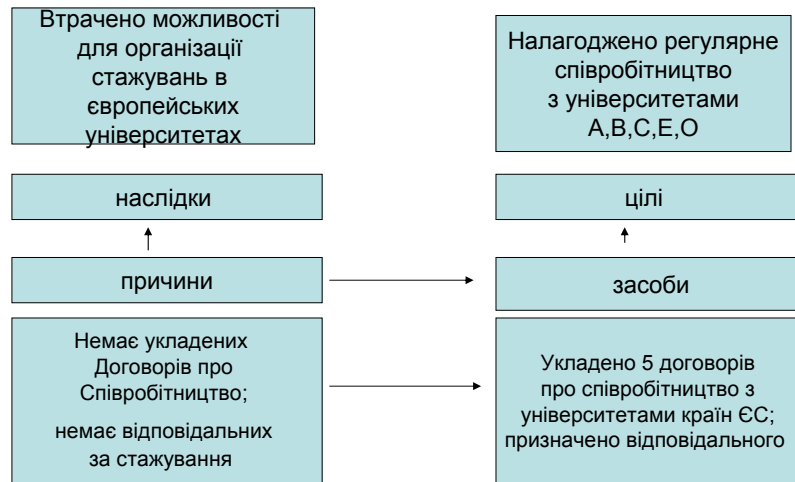 Втрачено можливості
для організації
стажувань в
європейських
університетах
Налагоджено регулярне
співробітництво
з університетами
А,В,С,Е,О
наслідки
цілі
причини
засоби
Немає укладених
Договорів про
Співробітництво;
немає відповідальних
за стажування
Укладено 5 договорів
про співробітництво з
університетами країн ЄС;
призначено відповідального